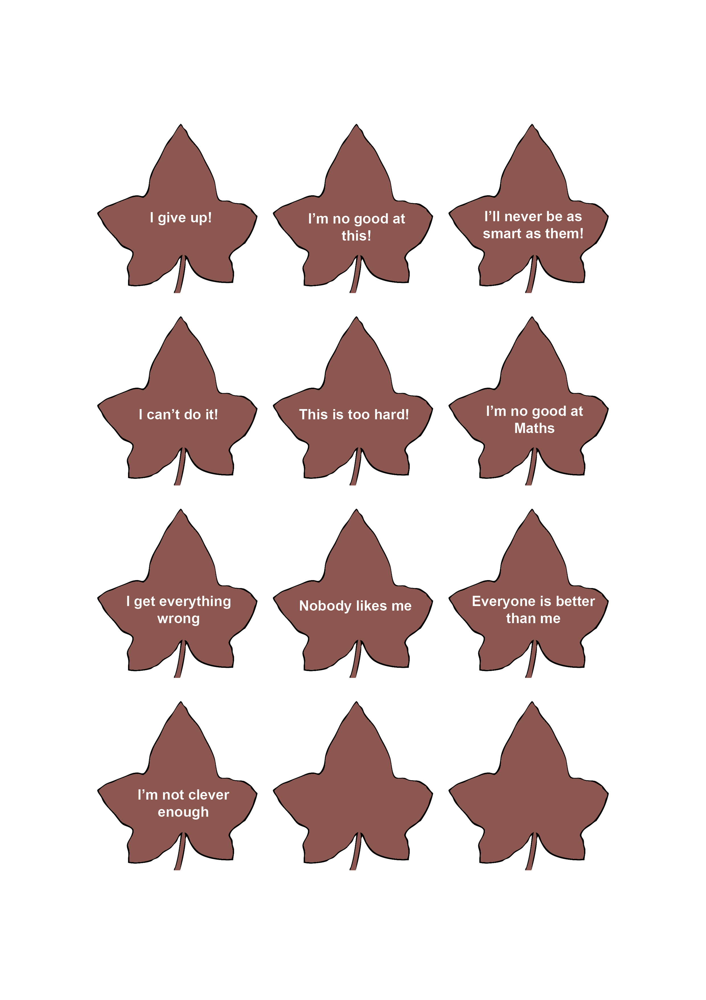 I give up!
I’m no good at
this!
I’ll never be as
smart as them!
I can’t do it!
This is too hard!
I’m no good at
Maths
I get everything
wrong
Nobody likes me
Everyone is better
than me
I’m not clever
enough